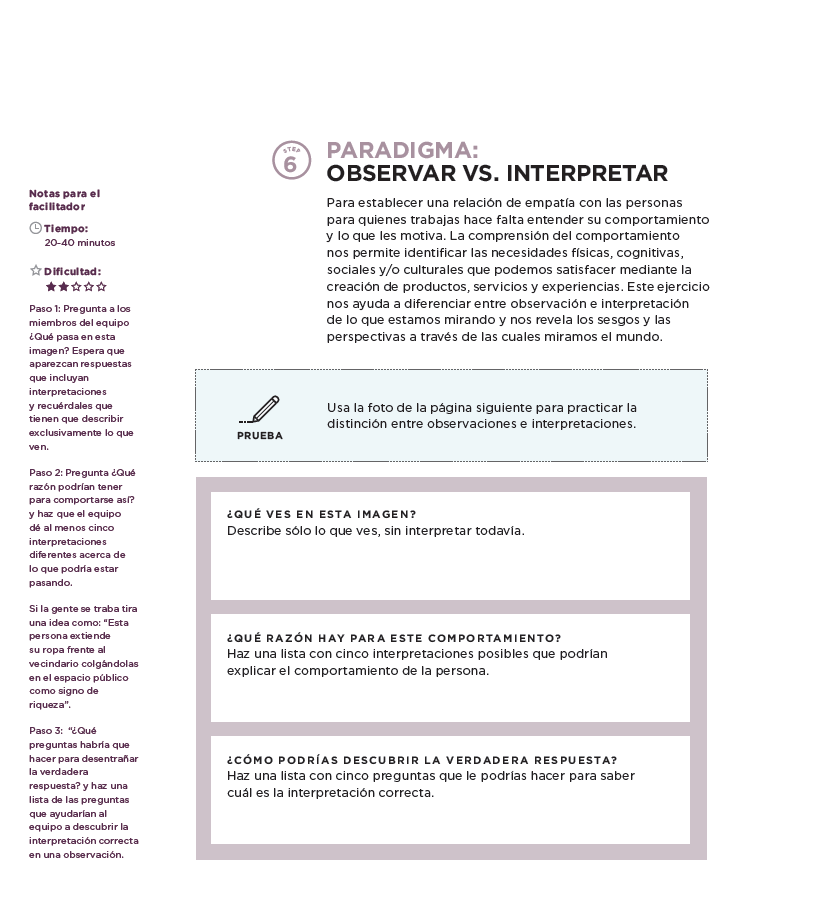 STEP
6
PARADIGMA:
OBSERVAR VS. INTERPRETAR
Para establecer una relación de empatía con las personas
para quienes trabajas hace falta entender su comportamiento
y lo que les motiva. La comprensión del comportamiento
nos permite identificar las necesidades físicas, cognitivas,
sociales y/o culturales que podemos satisfacer mediante la
creación de productos, servicios y experiencias. Este ejercicio
nos ayuda a diferenciar entre observación e interpretación
de lo que estamos mirando y nos revela los sesgos y las
perspectivas a través de las cuales miramos el mundo.
Notas para el
facilitador
Tiempo:
20-40 minutos
Dificultad:
Paso 1: Pregunta a los
miembros del equipo
¿Qué pasa en esta
imagen? Espera que
aparezcan respuestas
que incluyan
interpretaciones
y recuérdales que
tienen que describir
exclusivamente lo que
ven.
Paso 2: Pregunta ¿Qué
razón podrían tener
para comportarse así?
y haz que el equipo
dé al menos cinco
interpretaciones
diferentes acerca de
lo que podría estar
pasando.
Si la gente se traba tira
una idea como: “Esta
persona extiende
su ropa frente al
vecindario colgándolas
en el espacio público
como signo de
riqueza”.
Paso 3: “¿Qué
preguntas habría que
hacer para desentrañar
la verdadera
respuesta? y haz una
lista de las preguntas
que ayudarían al
equipo a descubrir la
interpretación correcta
en una observación.
PRUEBA
Usa la foto de la página siguiente para practicar la
distinción entre observaciones e interpretaciones.
¿QUÉ VES EN ESTA IMAGEN?
Describe sólo lo que ves, sin interpretar todavía.
¿QUÉ RAZÓN HAY PARA ESTE COMPORTAMIENTO?
Haz una lista con cinco interpretaciones posibles que podrían
explicar el comportamiento de la persona.
¿CÓMO PODRÍAS DESCUBRIR LA VERDADERA RESPUESTA?
Haz una lista con cinco preguntas que le podrías hacer para saber
cuál es la interpretación correcta.